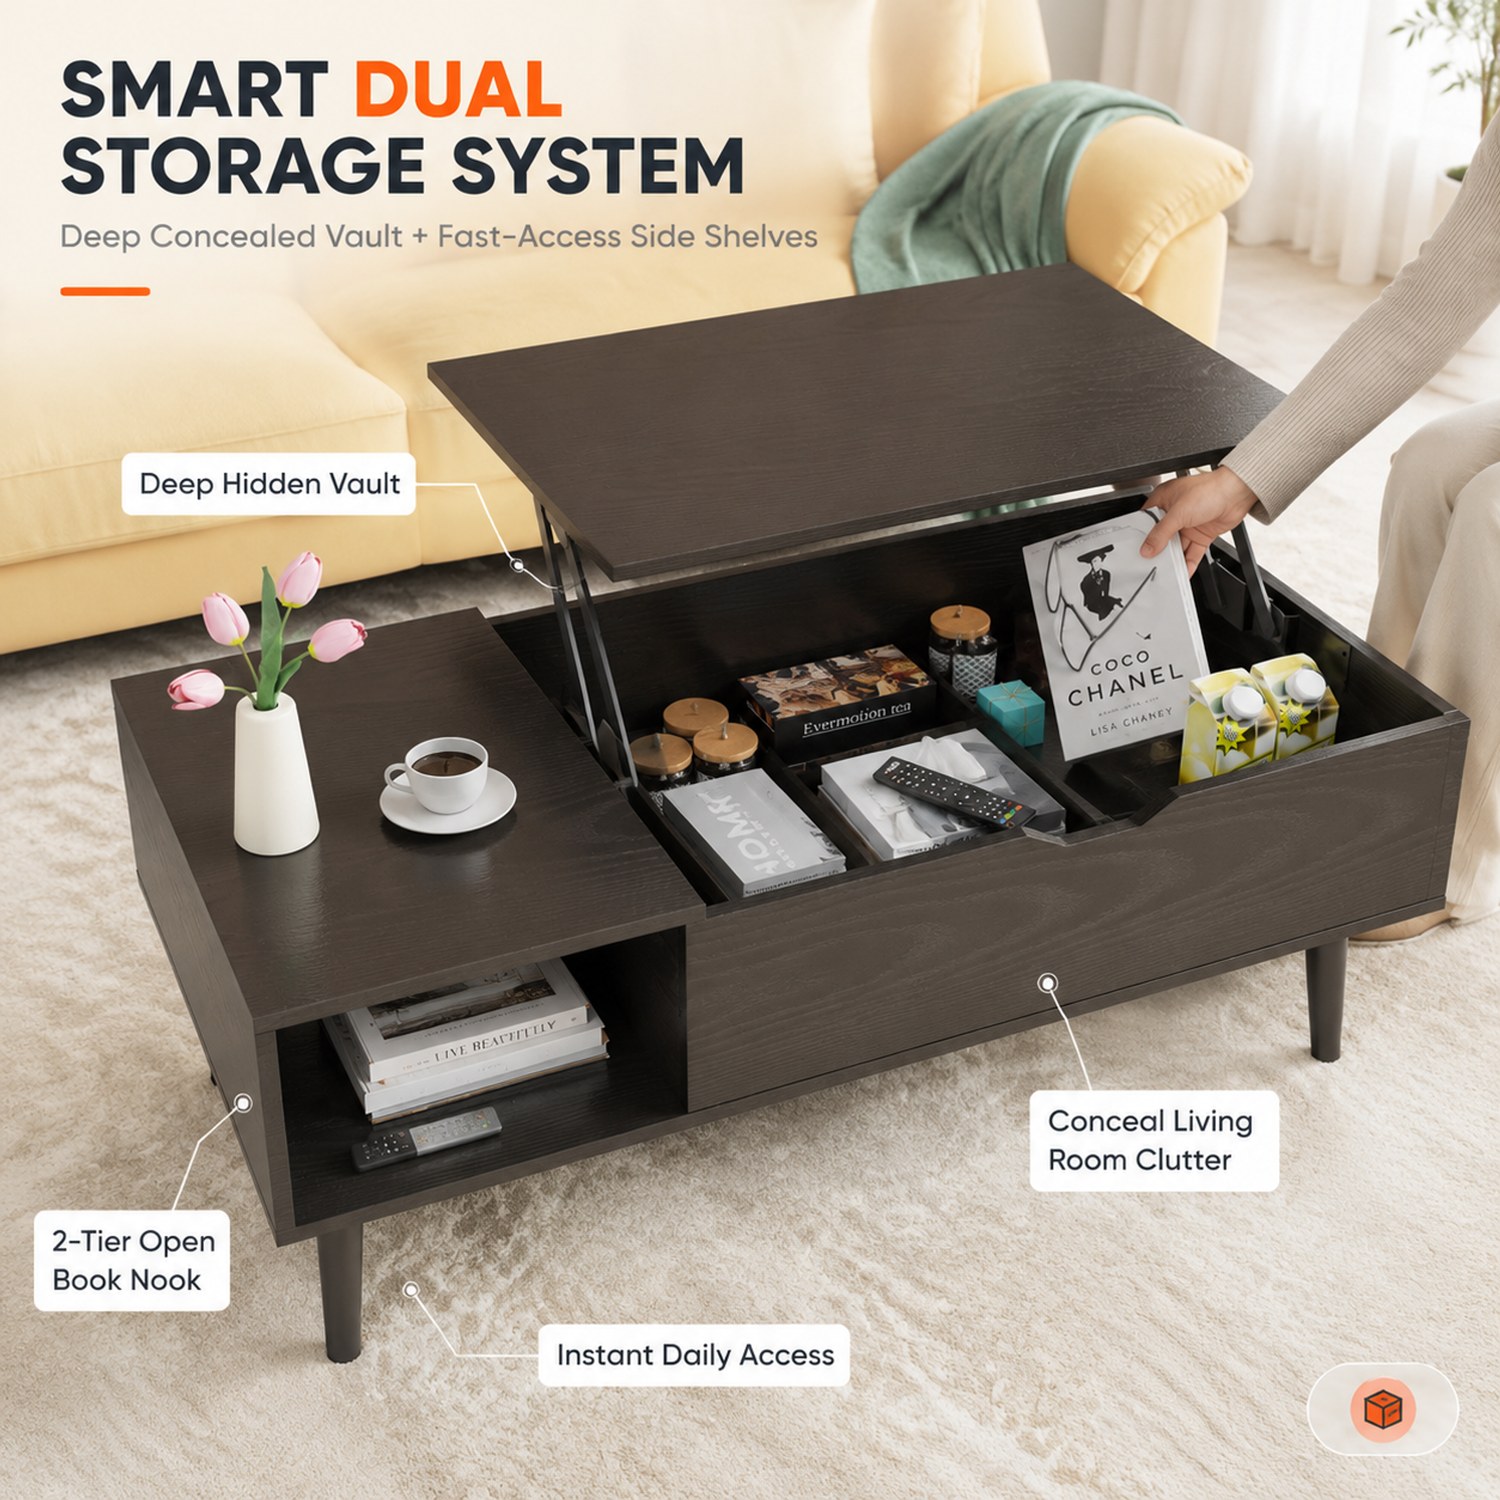 SMART DUAL
STORAGE SYSTEM
Deep Concealed Vault + Fast-Access Side Shelves
Deep Hidden Vault
Evermotion tea
COCO
CHANEL
LISA CHANEY
LIVE BEAUTIFULLY
Conceal Living
Room Clutter
2-Tier Open
Book Nook
Instant Daily Access